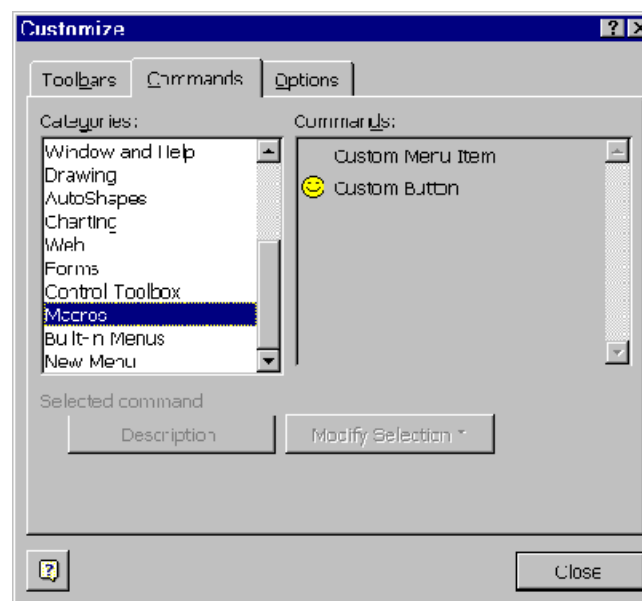 Customize
Toolbars Commands Options
Categories: Commands:
Window and Help
Drawing
AutoShapes
Charting
Web
Forms
Control Toolbox
Macros
Built-in Menus
New Menu
Custom Menu Item
Custom Button
Selected command
Description Modify Selection
Close